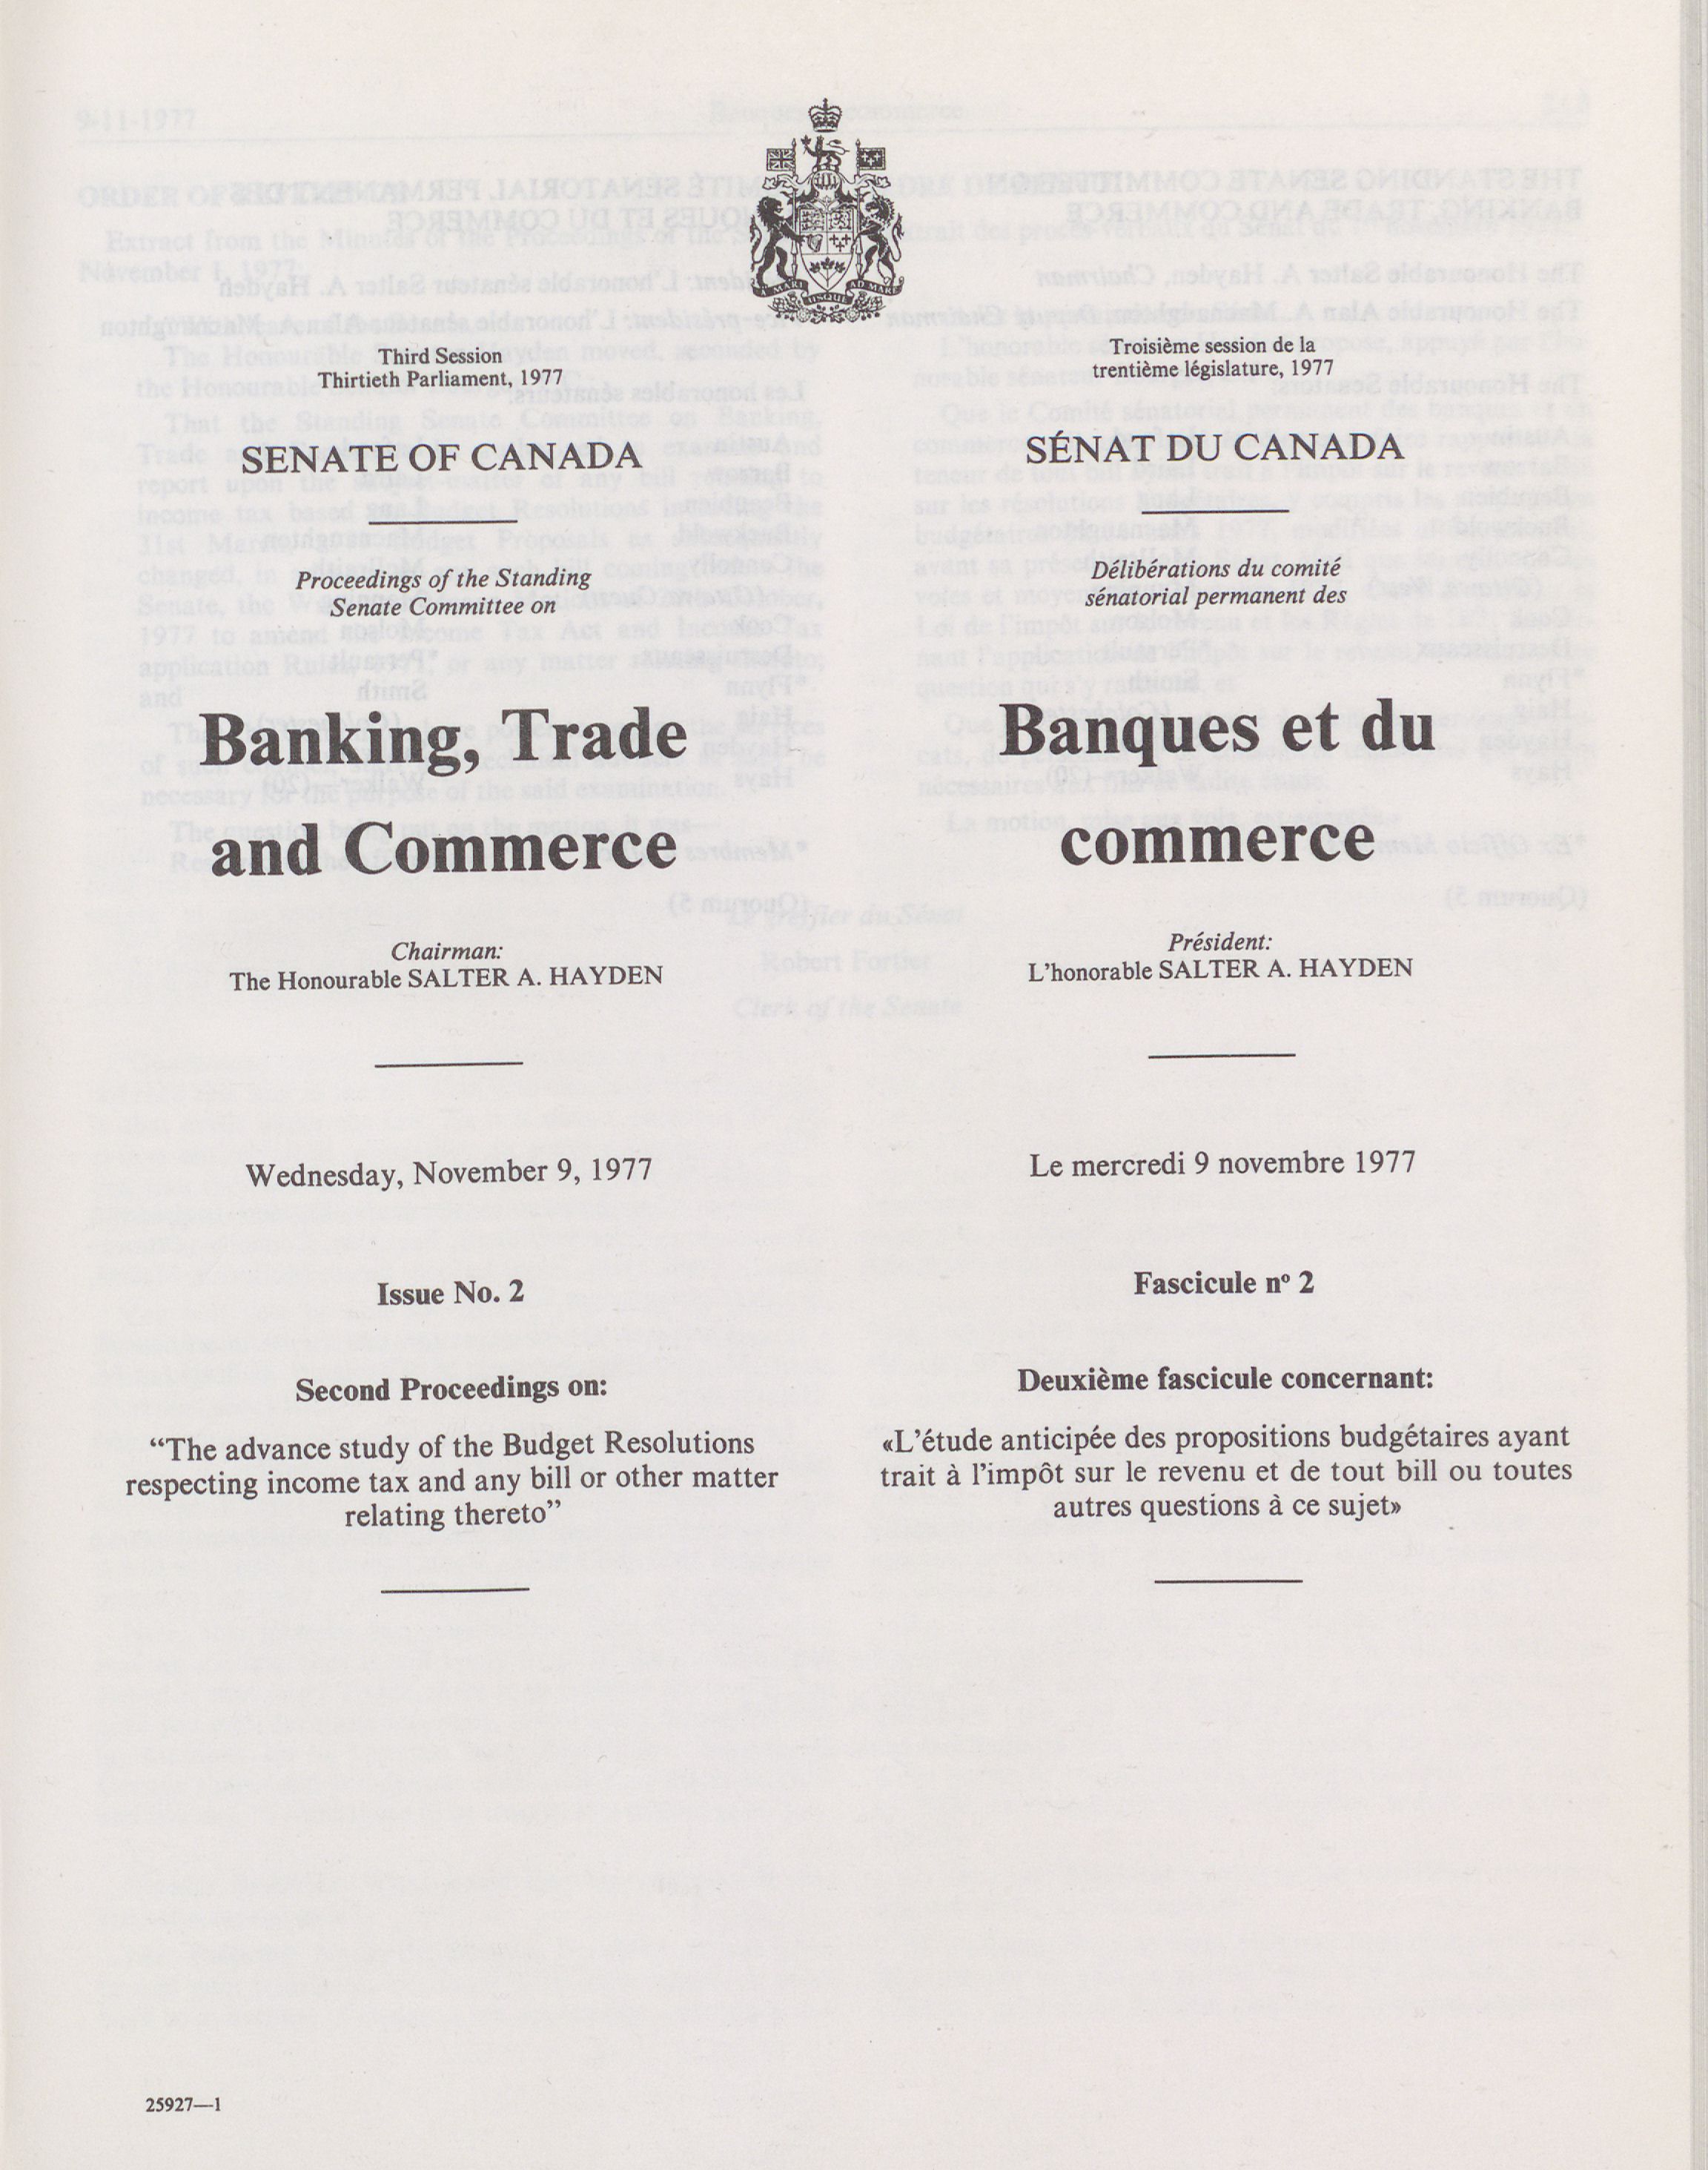 A MARI USQUE AD MARE
Third Session
Thirtieth Parliament, 1977
SENATE OF CANADA
Proceedings of the Standing
Senate Committee on
Banking, Trade
and Commerce
Chairman:
The Honourable SALTER A. HAYDEN
Wednesday, November 9, 1977
Issue No. 2
Second Proceedings on:
“The advance study of the Budget Resolutions
respecting income tax and any bill or other matter
relating thereto”
Troisième session de la
trentième législature, 1977
SÉNAT DU CANADA
Délibérations du comité
sénatorial permanent des
Banques et du
commerce
Président:
L’honorable SALTER A. HAYDEN
Le mercredi 9 novembre 1977
Fascicule nº 2
Deuxième fascicule concernant:
«L’étude anticipée des propositions budgétaires ayant
trait à l’impôt sur le revenu et de tout bill ou toutes
autres questions à ce sujet»
25927—1